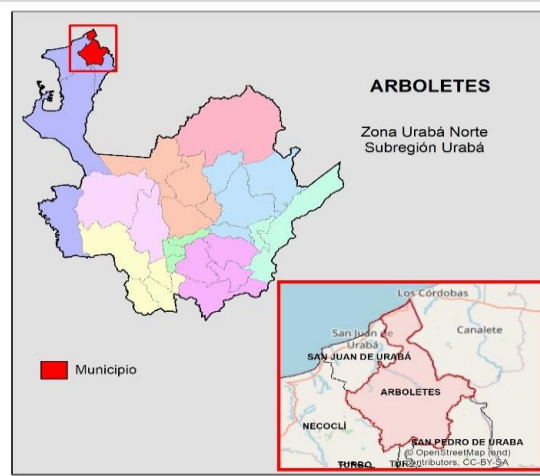 ARBOLETES
Zona Urabá Norte
Subregión Urabá
Municipio
Los Córdobas
San Juan de
Urabá
Canalete
SAN JUAN DE URABÁ
ARBOLETES
NECOCLÍ
SAN PEDRO DE URABA
© OpenStreetMap (and)
contributors, CC-BY-SA
TURBO